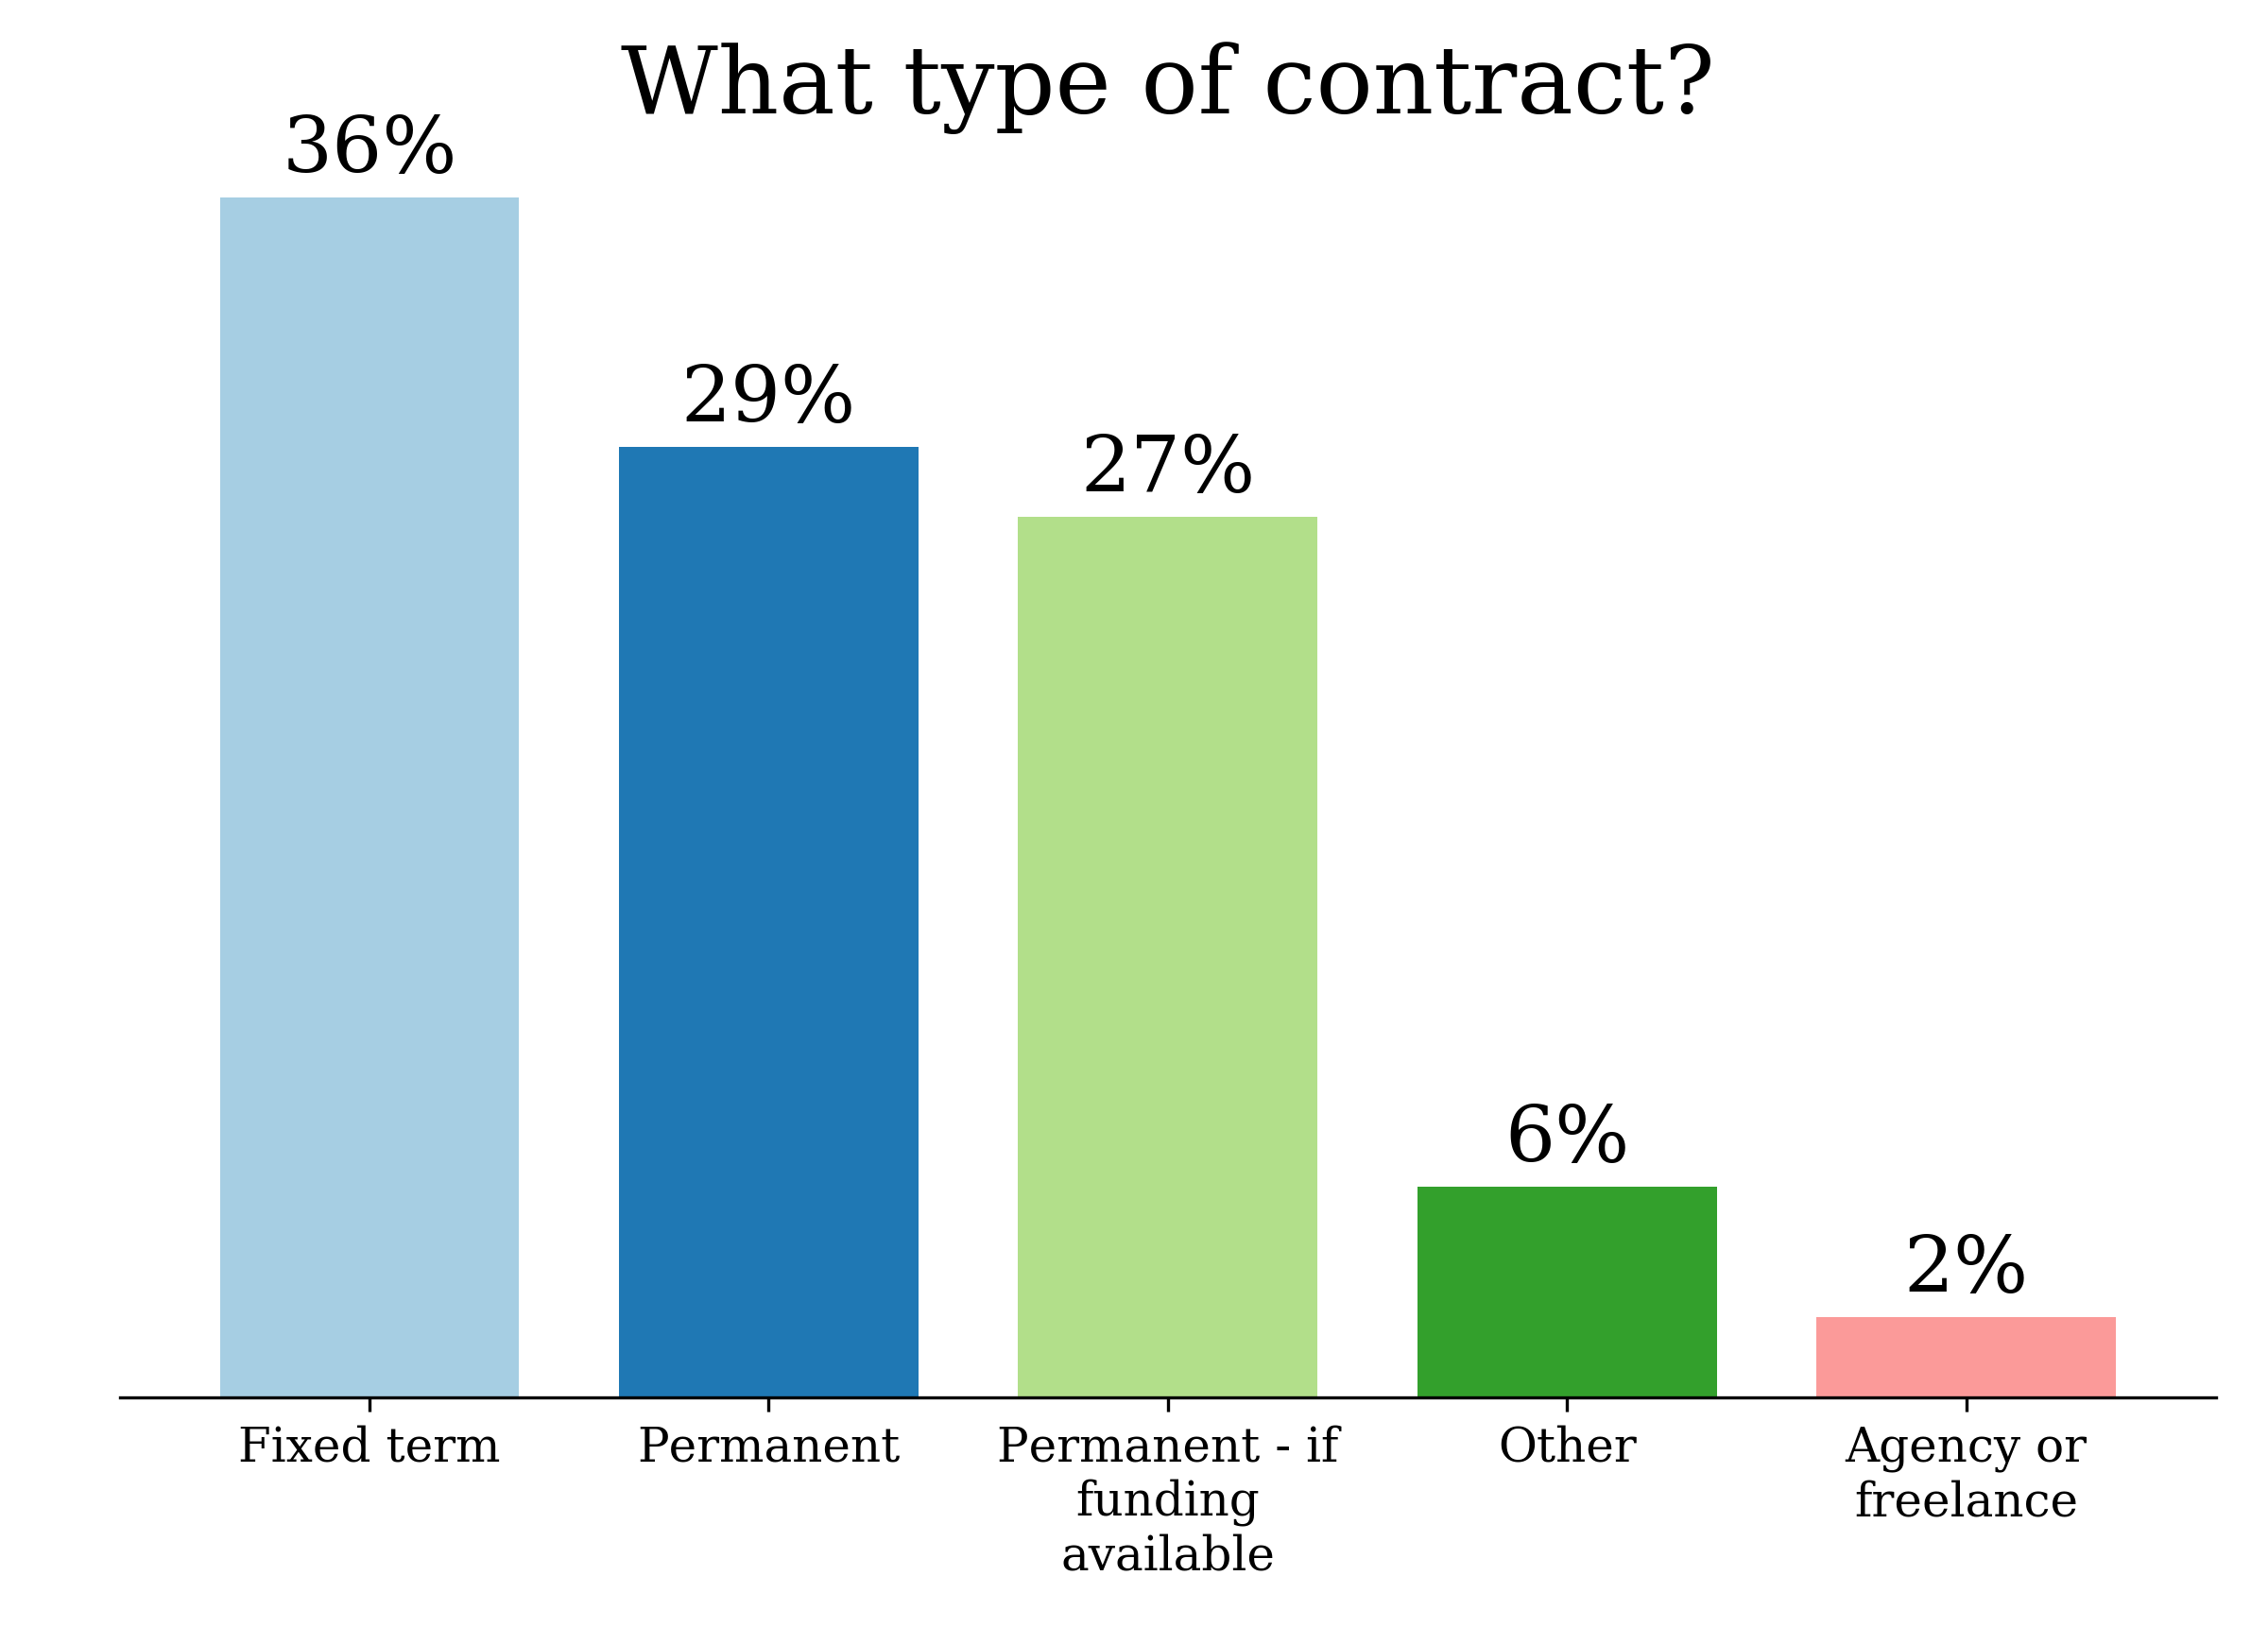 What type of contract?
36%
29%
27%
6%
2%
Fixed term
Permanent
Permanent - if
funding
available
Other
Agency or
freelance